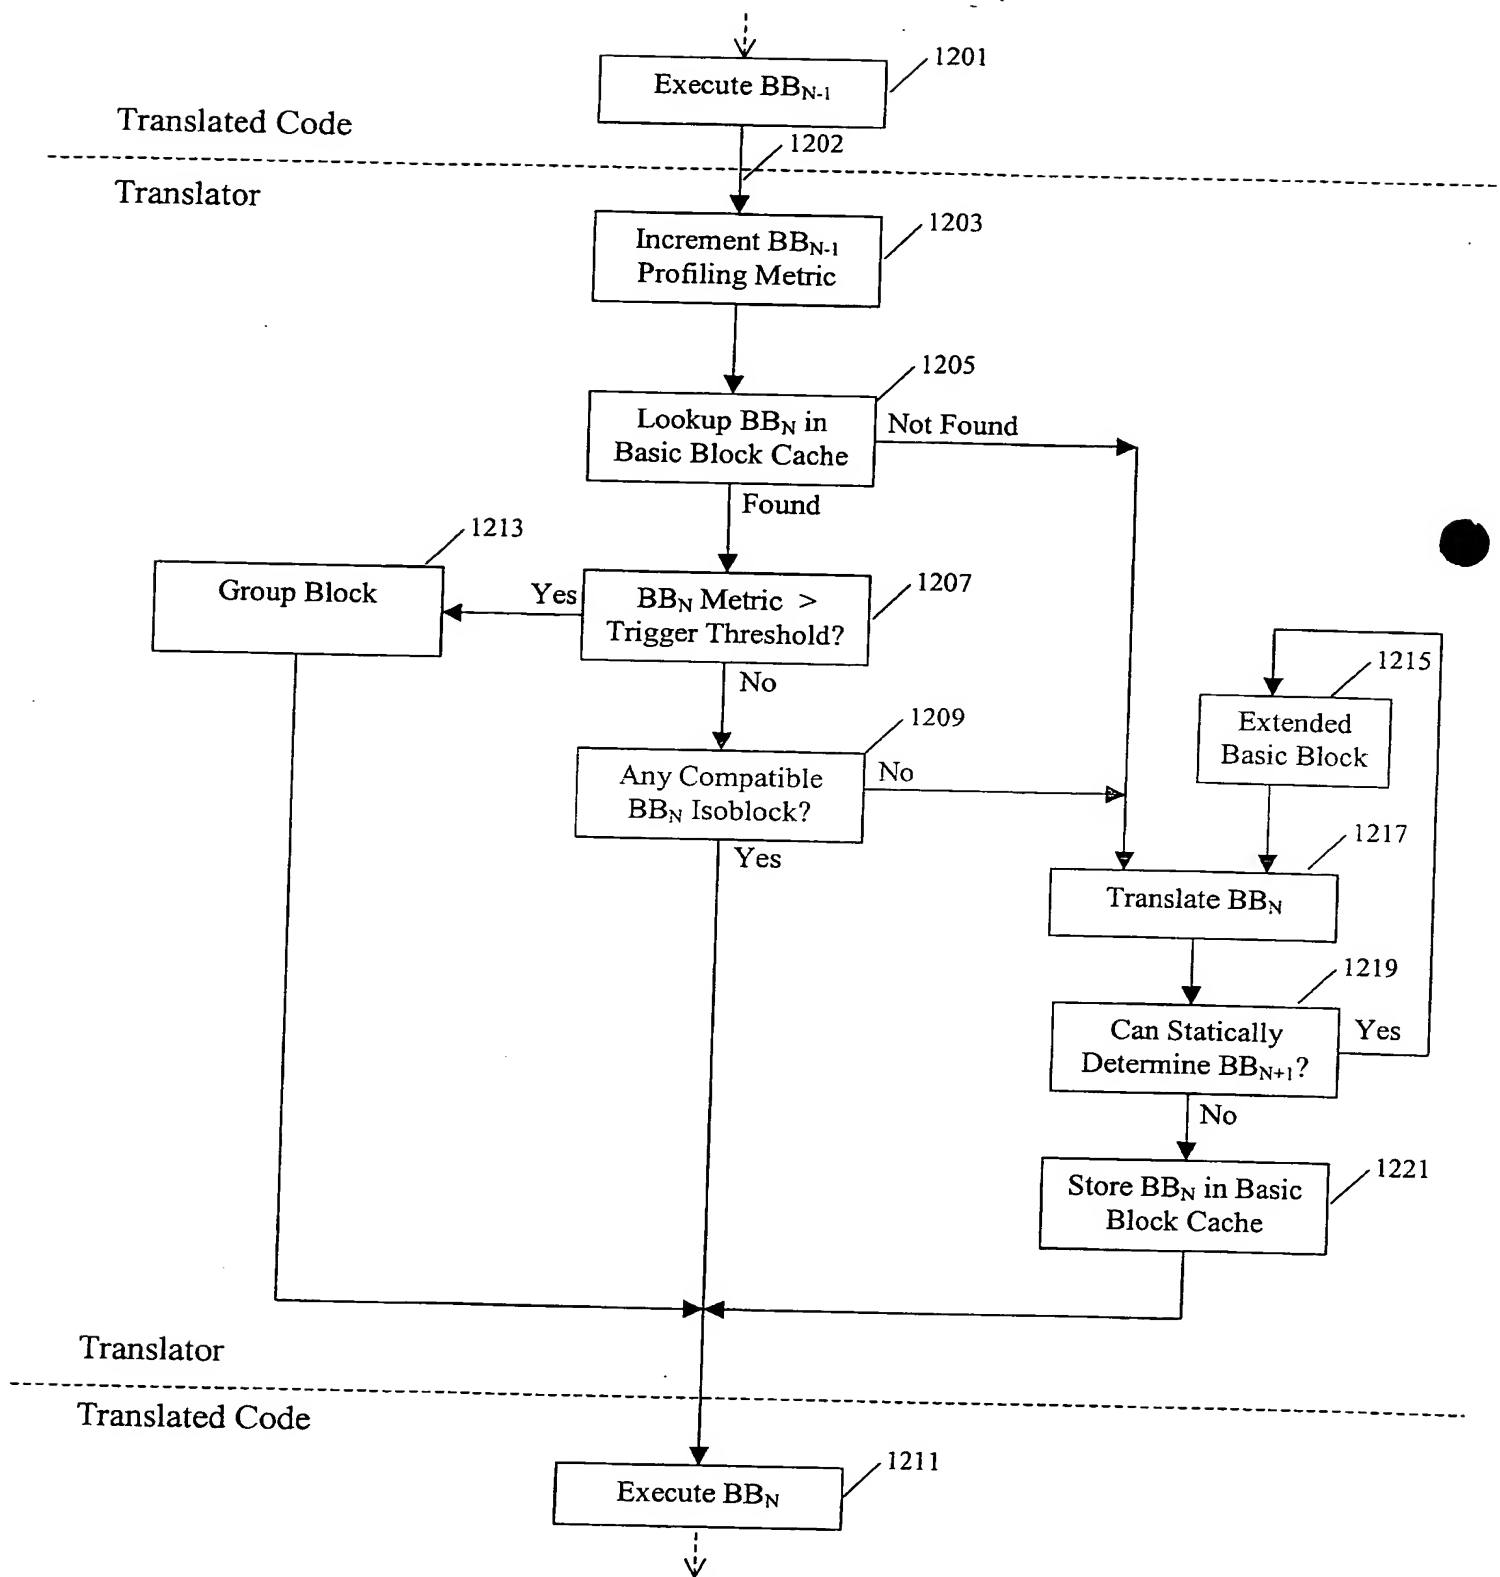 1201
Execute BBN-1
Translated Code
1202
Translator
1203
Increment BBN-1
Profiling Metric
1205
Lookup BBN in
Basic Block Cache
Not Found
Found
1213
Group Block
Yes
1207
BBN Metric >
Trigger Threshold?
No
1215
Extended
Basic Block
1209
Any Compatible
BBN Isoblock?
No
Yes
1217
Translate BBN
1219
Can Statically
Determine BBN+1?
Yes
No
1221
Store BBN in Basic
Block Cache
Translator
Translated Code
1211
Execute BBN